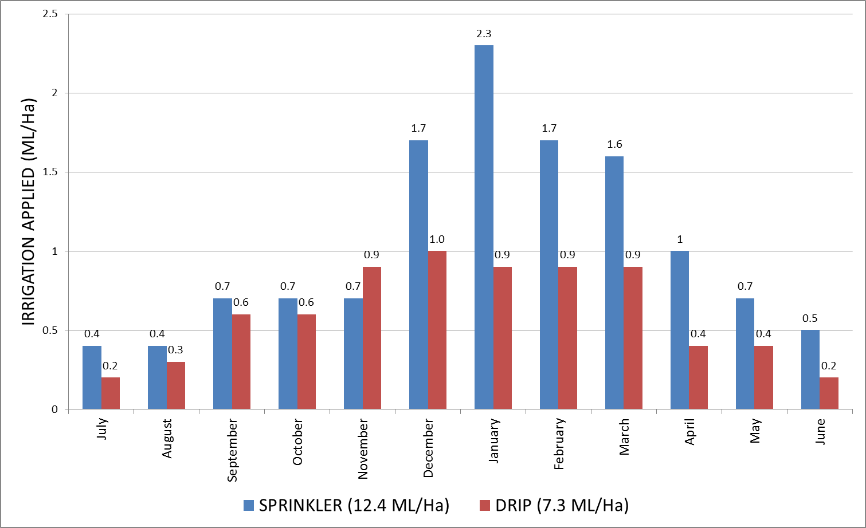 2.5
2
1.5
1
0.5
0
IRRIGATION APPLIED (ML/Ha)
0.4
0.2
0.4
0.3
0.7
0.6
0.7
0.6
0.7
0.9
1.7
1.0
2.3
0.9
1.7
0.9
1.6
0.9
1
0.4
0.7
0.4
0.5
0.2
July
August
September
October
November
December
January
February
March
April
May
June
SPRINKLER (12.4 ML/Ha)
DRIP (7.3 ML/Ha)